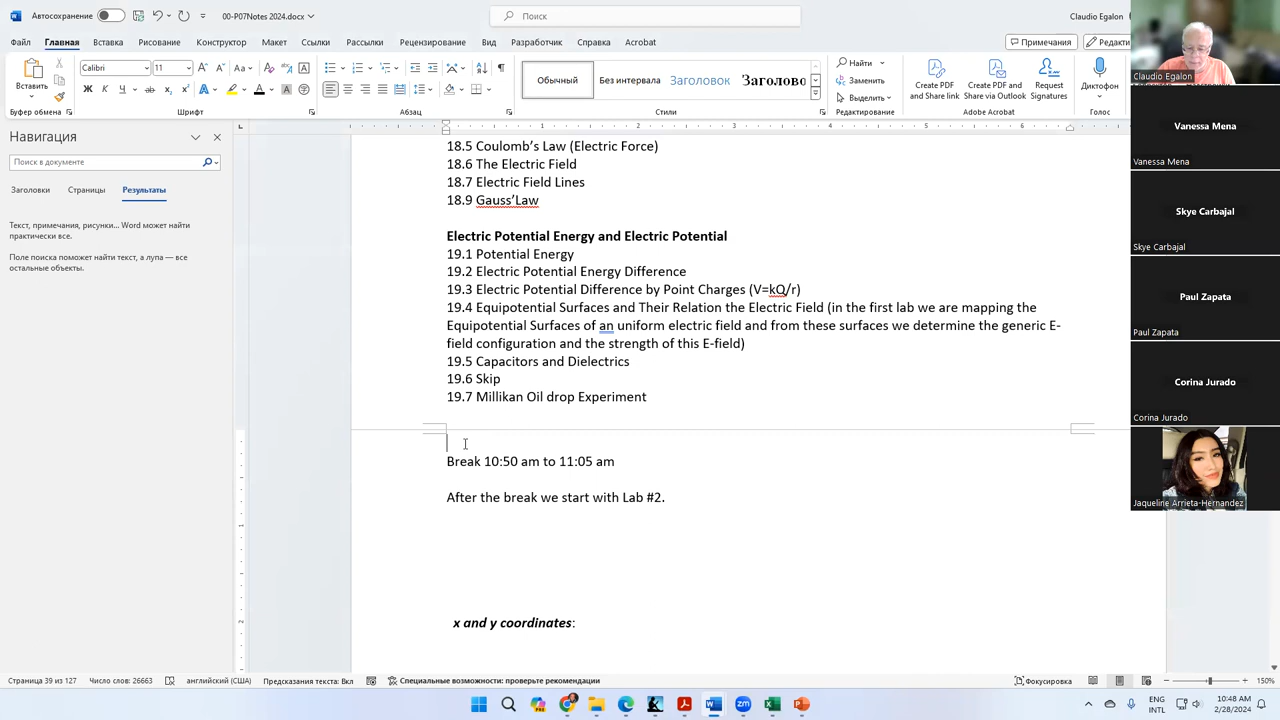 Автосохранение
00-P07Notes 2024.docx
Поиск
Claudio Egalon
Файл Главная Вставка Рисование Конструктор Макет Ссылки Рассылки Рецензирование Вид Разработчик Справка Acrobat
Примечания
Вставить
Calibri 11
Обычный
Без интервала
Заголовок
Найти
Заменить
Выделить
Create PDF and Share link
Create PDF and Share via Outlook
Request Signatures
Диктофон
Буфер обмена Шрифт Абзац Стили Редактирование Adobe Acrobat Голос
Навигация
Поиск в документе
Заголовки Страницы Результаты
Текст, примечания, рисунки... Word может найти
практически все.
Поле поиска поможет найти текст, а лупа — все
остальные объекты.
18.5 Coulomb’s Law (Electric Force)
18.6 The Electric Field
18.7 Electric Field Lines
18.9 Gauss’Law
Electric Potential Energy and Electric Potential
19.1 Potential Energy
19.2 Electric Potential Energy Difference
19.3 Electric Potential Difference by Point Charges (V=kQ/r)
19.4 Equipotential Surfaces and Their Relation the Electric Field (in the first lab we are mapping the
Equipotential Surfaces of an uniform electric field and from these surfaces we determine the generic E-
field configuration and the strength of this E-field)
19.5 Capacitors and Dielectrics
19.6 Skip
19.7 Millikan Oil drop Experiment
Break 10:50 am to 11:05 am
After the break we start with Lab #2.
x and y coordinates:
Claudio Egalon
Vanessa Mena
Vanessa Mena
Skye Carbajal
Skye Carbajal
Paul Zapata
Paul Zapata
Corina Jurado
Corina Jurado
Jaqueline Arrieta-Hernandez
Страница 39 из 127
Число слов: 26663
английский (США)
Предсказания текста: Вкл
Специальные возможности: проверьте рекомендации
Фокусировка
150%
ENG
INTL
10:48 AM
2/28/2024